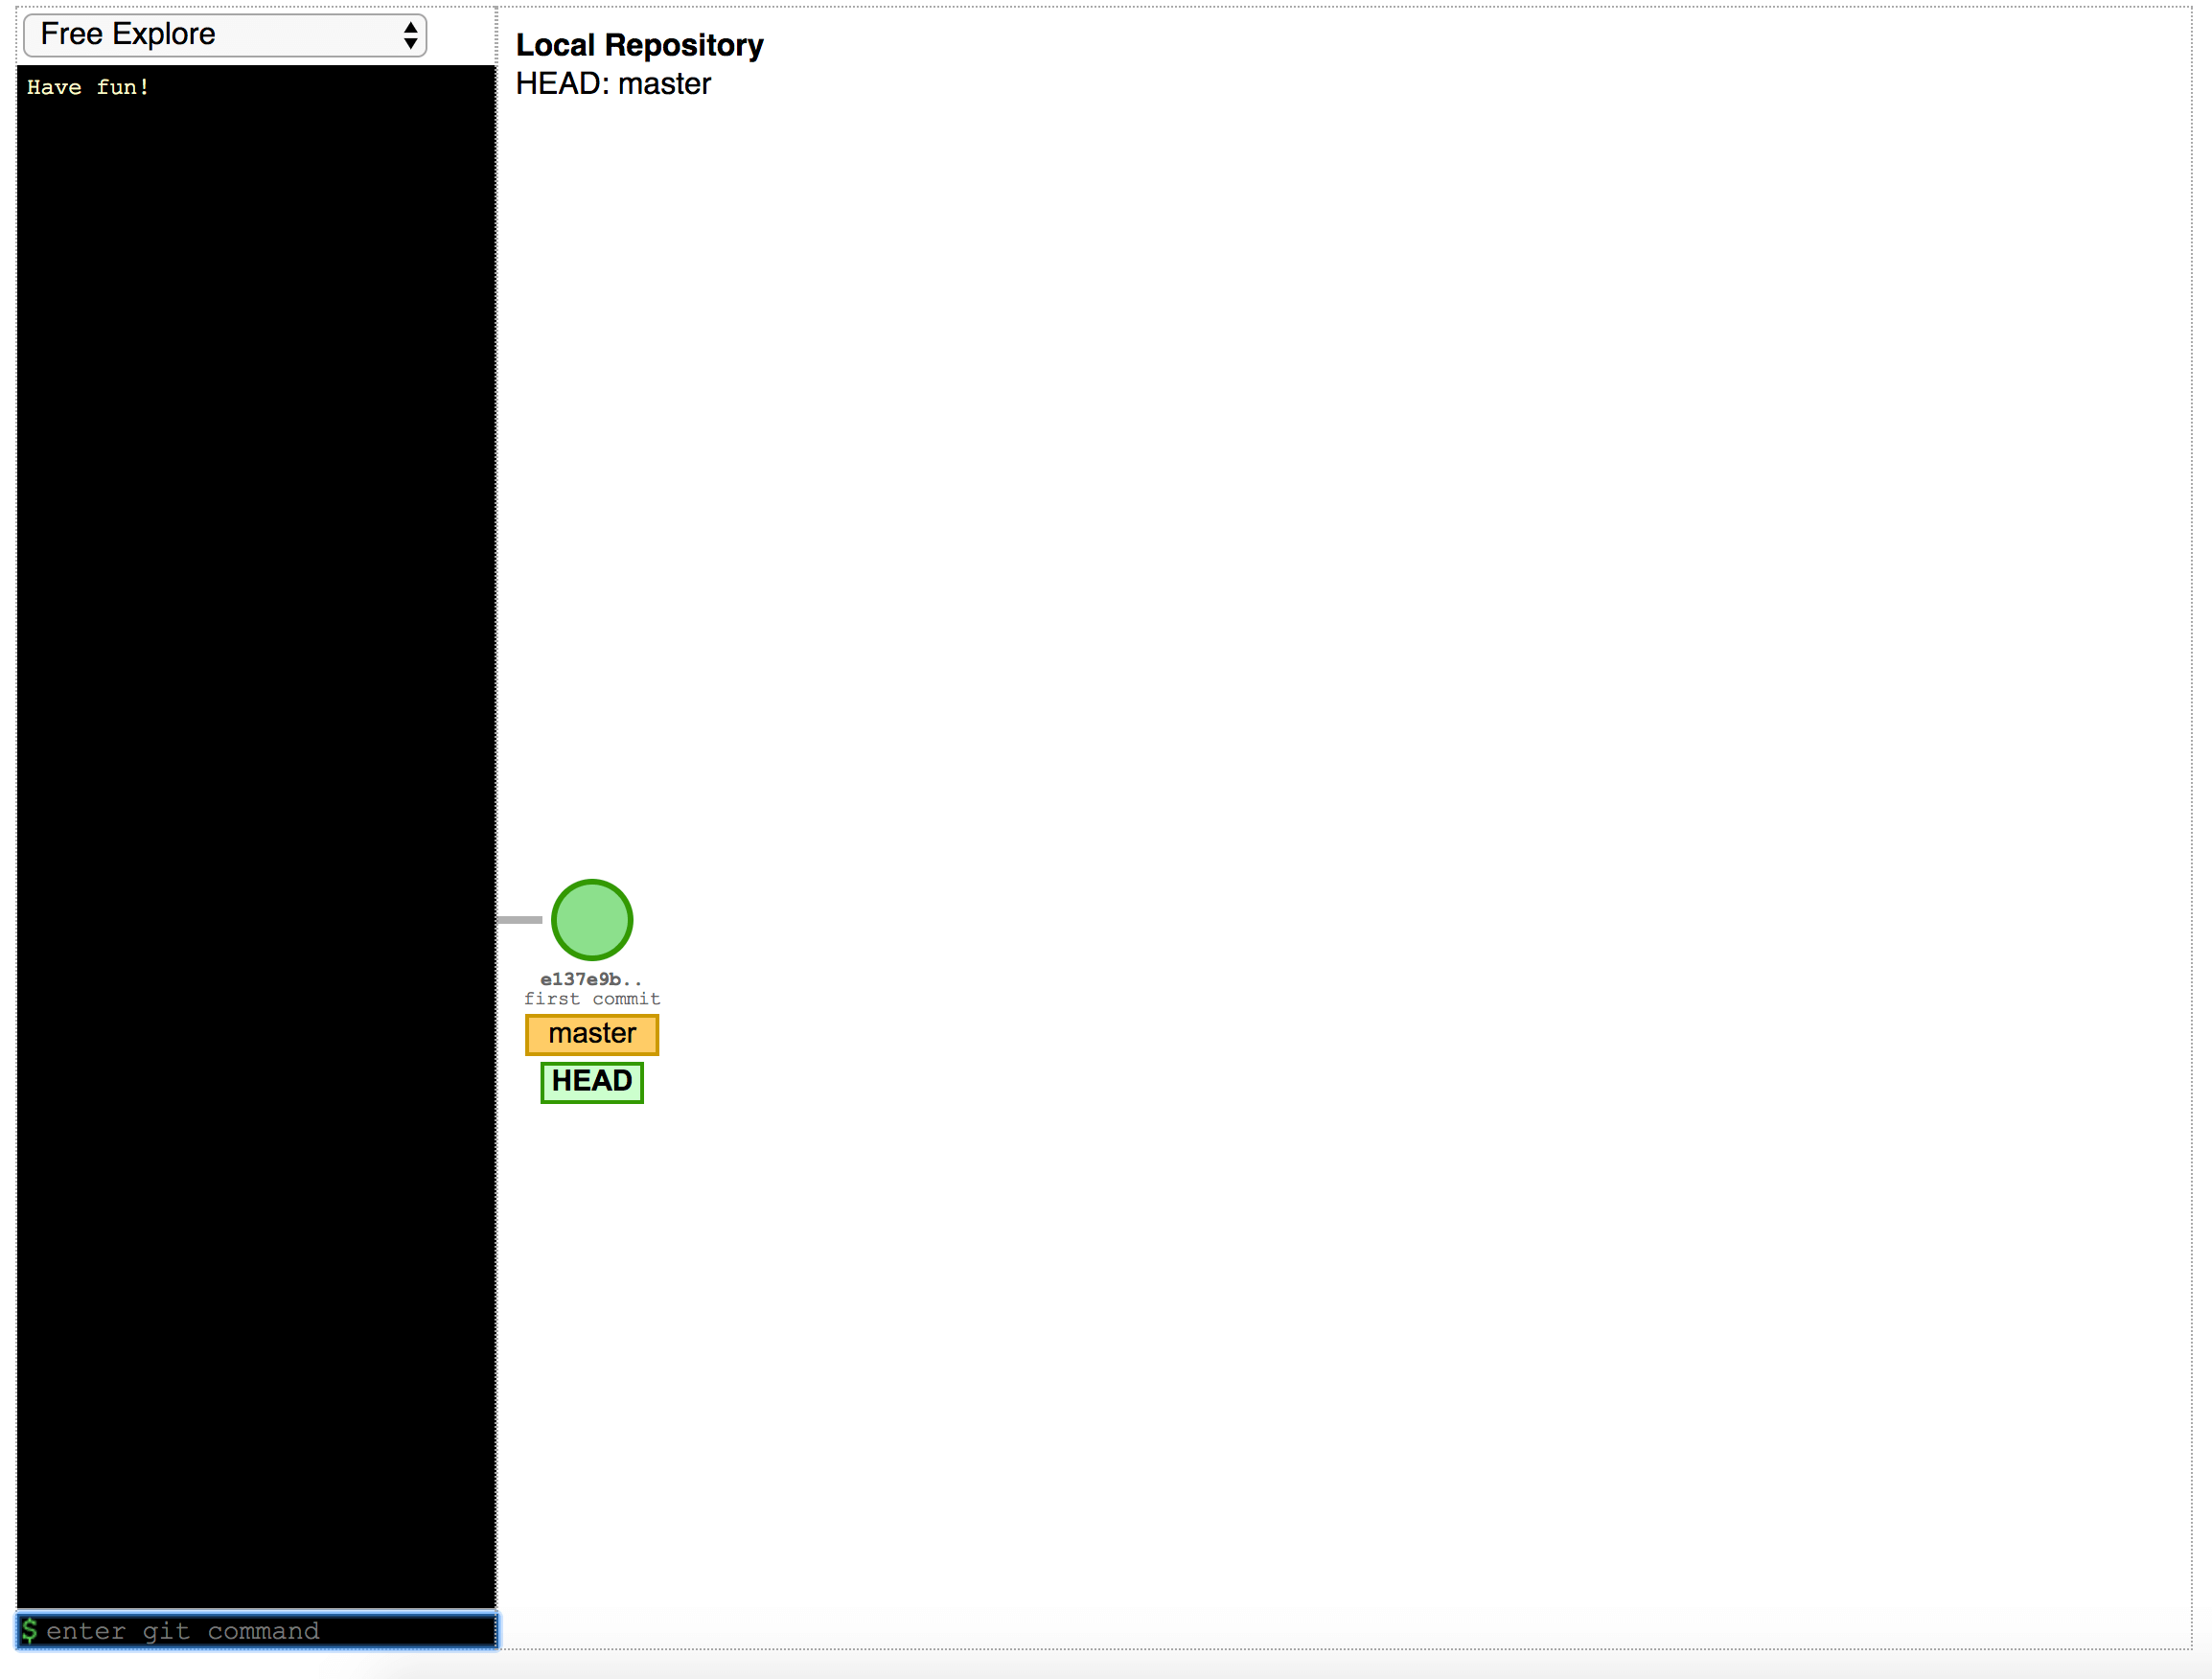 Free Explore
Have fun!
Local Repository
HEAD: master
e137e9b..
first commit
master
HEAD
$ enter git command